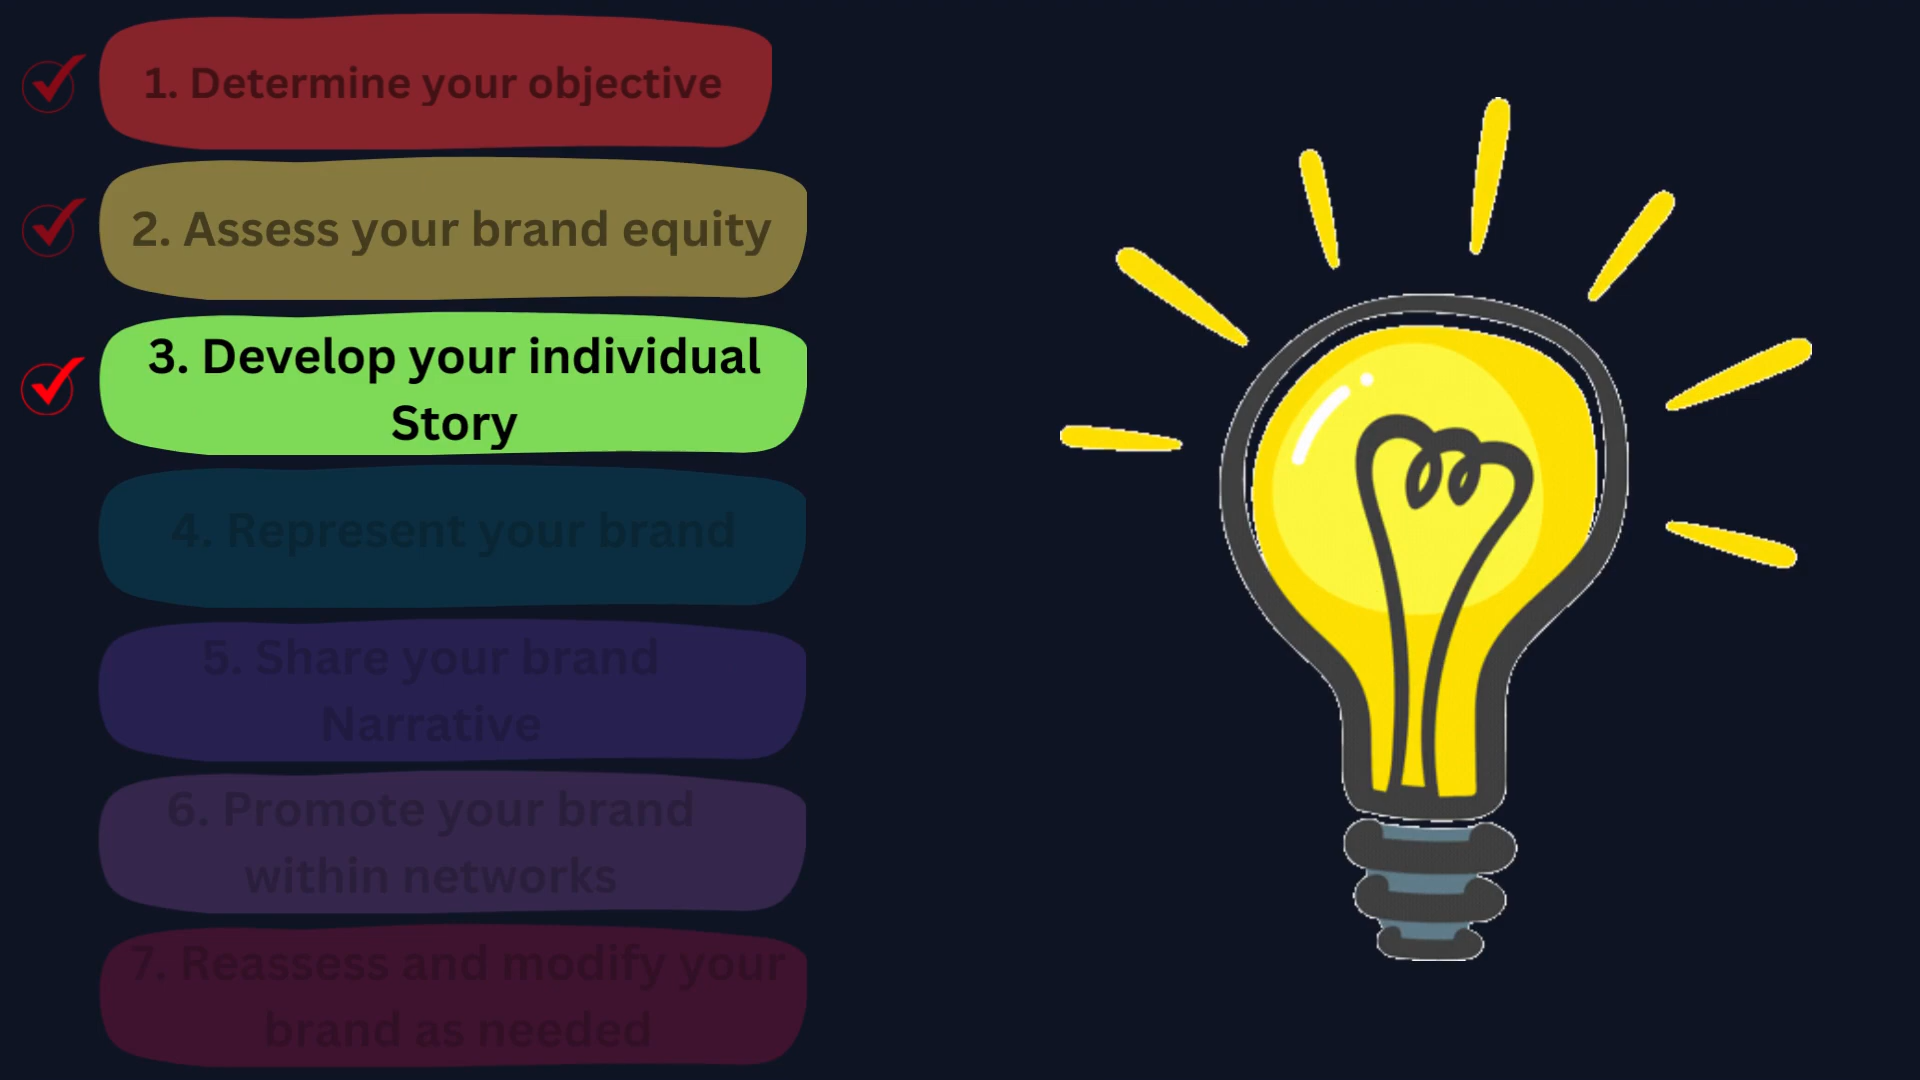 1. Determine your objective
2. Assess your brand equity
3. Develop your individual
Story
4. Represent your brand
5. Share your brand
Narrative
6. Promote your brand
within networks
7. Reassess and modify your
brand as needed